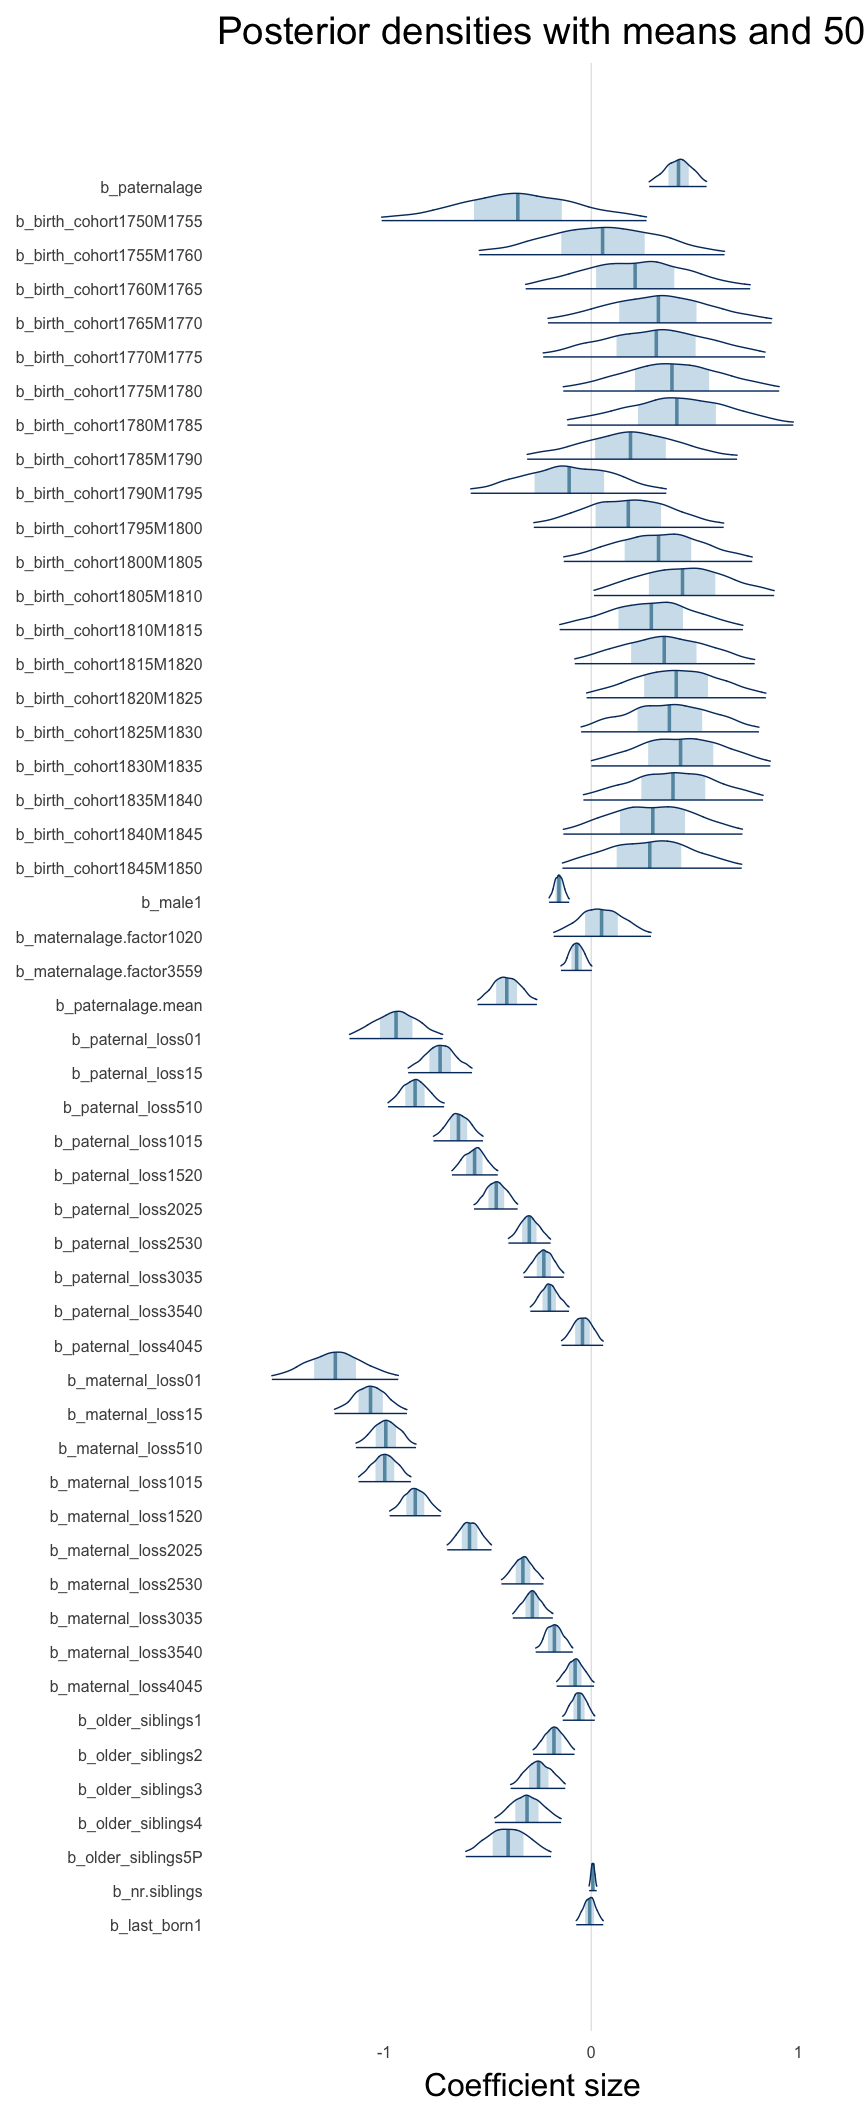 Posterior densities with means and 50
b_paternalage
b_birth_cohort1750M1755
b_birth_cohort1755M1760
b_birth_cohort1760M1765
b_birth_cohort1765M1770
b_birth_cohort1770M1775
b_birth_cohort1775M1780
b_birth_cohort1780M1785
b_birth_cohort1785M1790
b_birth_cohort1790M1795
b_birth_cohort1795M1800
b_birth_cohort1800M1805
b_birth_cohort1805M1810
b_birth_cohort1810M1815
b_birth_cohort1815M1820
b_birth_cohort1820M1825
b_birth_cohort1825M1830
b_birth_cohort1830M1835
b_birth_cohort1835M1840
b_birth_cohort1840M1845
b_birth_cohort1845M1850
b_male1
b_maternalage.factor1020
b_maternalage.factor3559
b_paternalage.mean
b_paternal_loss01
b_paternal_loss15
b_paternal_loss510
b_paternal_loss1015
b_paternal_loss1520
b_paternal_loss2025
b_paternal_loss2530
b_paternal_loss3035
b_paternal_loss3540
b_paternal_loss4045
b_maternal_loss01
b_maternal_loss15
b_maternal_loss510
b_maternal_loss1015
b_maternal_loss1520
b_maternal_loss2025
b_maternal_loss2530
b_maternal_loss3035
b_maternal_loss3540
b_maternal_loss4045
b_older_siblings1
b_older_siblings2
b_older_siblings3
b_older_siblings4
b_older_siblings5P
b_nr.siblings
b_last_born1
-1 0 1
Coefficient size